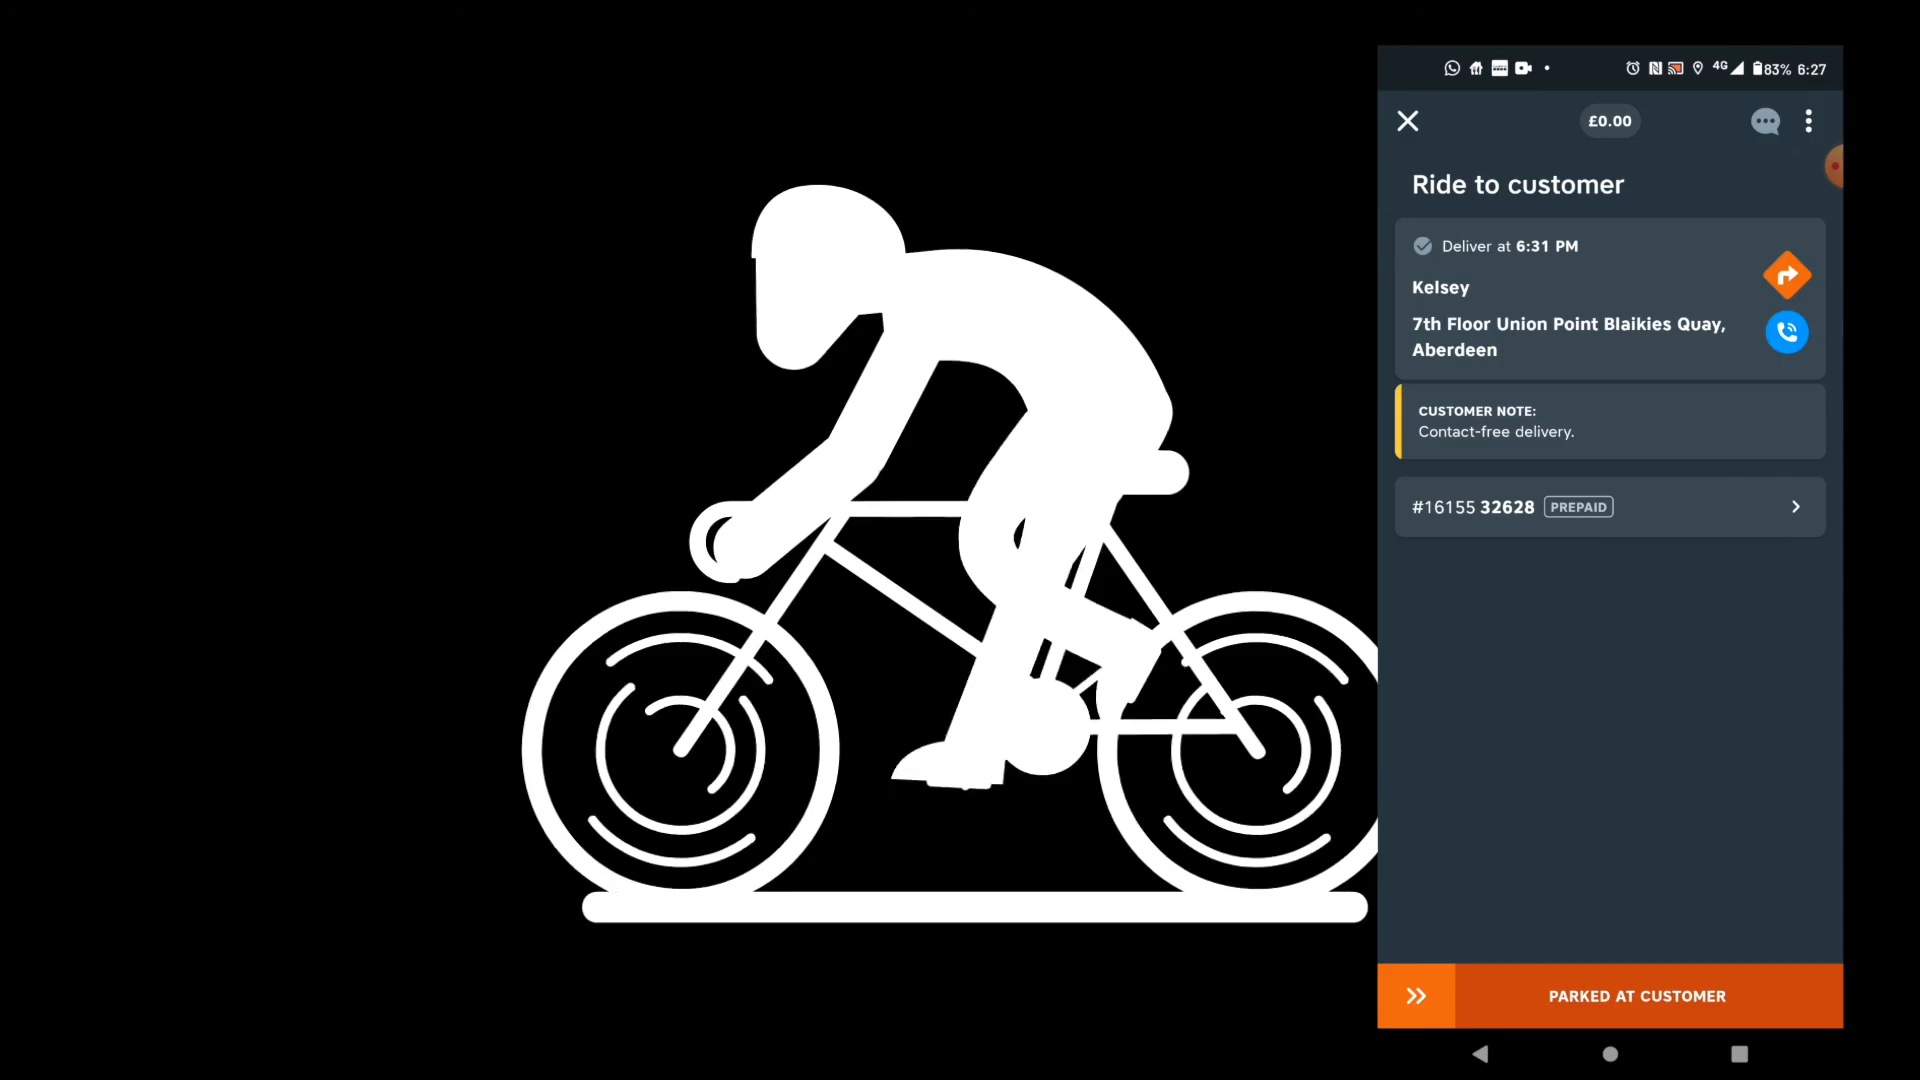 4G 83% 6:27
£0.00
Ride to customer
Deliver at 6:31 PM
Kelsey
7th Floor Union Point Blaikies Quay,
Aberdeen
CUSTOMER NOTE:
Contact-free delivery.
#16155 32628 PREPAID
PARKED AT CUSTOMER